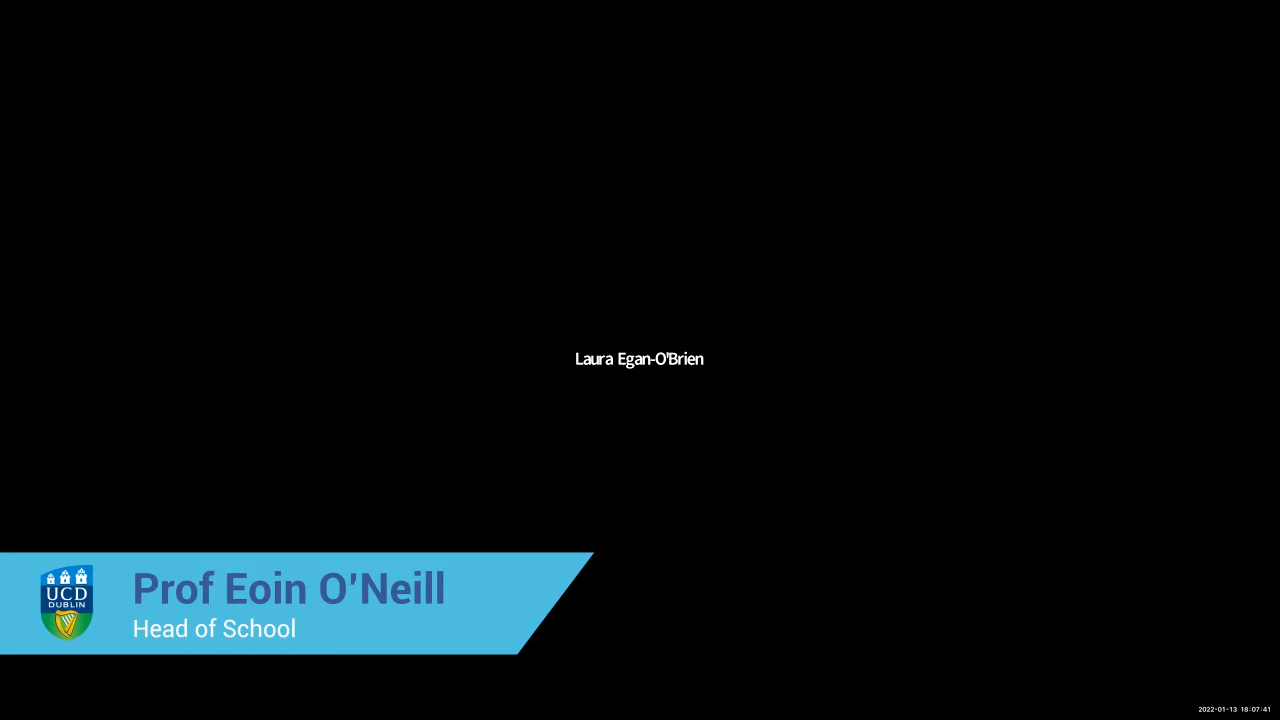 Laura Egan-O'Brien
UCD
DUBLIN
Prof Eoin O'Neill
Head of School
2022-01-13 18:07:41